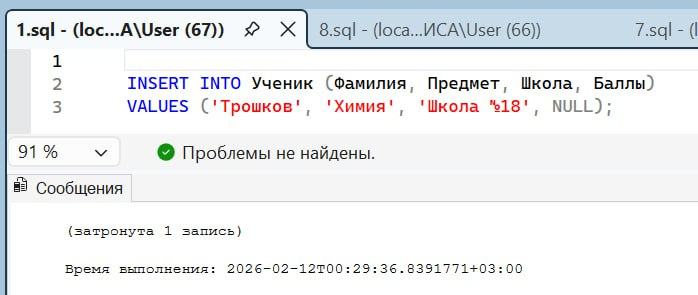 1.sql - (loc...A\User (67))
8.sql - (loca...ИСА\User (66))
7.sql - (l
1
2 INSERT INTO Ученик (Фамилия, Предмет, Школа, Баллы)
3 VALUES ('Трошков', 'Химия', 'Школа №18', NULL);
91 %
Проблемы не найдены.
Сообщения
(затронута 1 запись)
Время выполнения: 2026-02-12T00:29:36.8391771+03:00